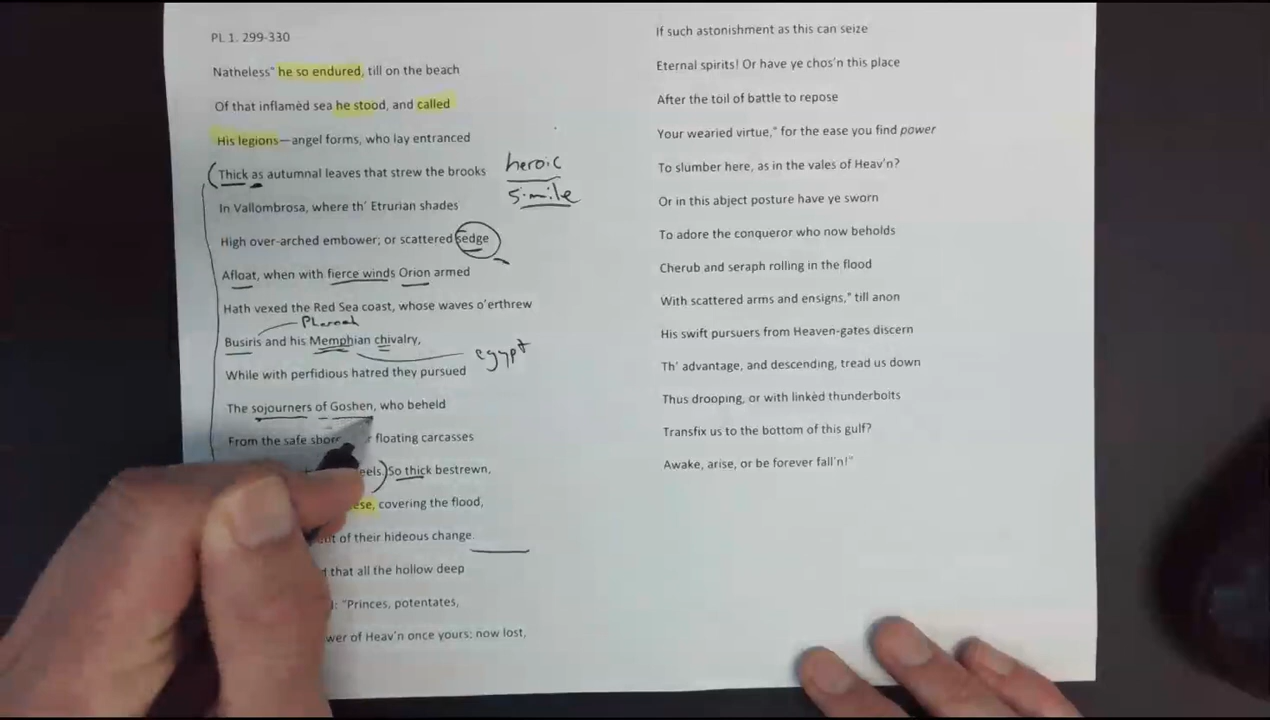 PL 1. 299-330
Natheless" he so endured, till on the beach
Of that inflamèd sea he stood, and called
His legions—angel forms, who lay entranced
Thick as autumnal leaves that strew the brooks
heroic
simile
In Vallombrosa, where th' Etrurian shades
High over-arched embower; or scattered sedge
Afloat, when with fierce winds Orion armed
Hath vexed the Red Sea coast, whose waves o'erthrew
Pharoah
Busiris and his Memphian chivalry,
egypt
While with perfidious hatred they pursued
The sojourners of Goshen, who beheld
From the safe shore floating carcasses
So thick bestrewn,
covering the flood,
of their hideous change.
that all the hollow deep
"Princes, potentates,
of Heav'n once yours; now lost,
If such astonishment as this can seize
Eternal spirits! Or have ye chos'n this place
After the toil of battle to repose
Your wearied virtue," for the ease you find power
To slumber here, as in the vales of Heav'n?
Or in this abject posture have ye sworn
To adore the conqueror who now beholds
Cherub and seraph rolling in the flood
With scattered arms and ensigns," till anon
His swift pursuers from Heaven-gates discern
Th' advantage, and descending, tread us down
Thus drooping, or with linkèd thunderbolts
Transfix us to the bottom of this gulf?
Awake, arise, or be forever fall'n!"